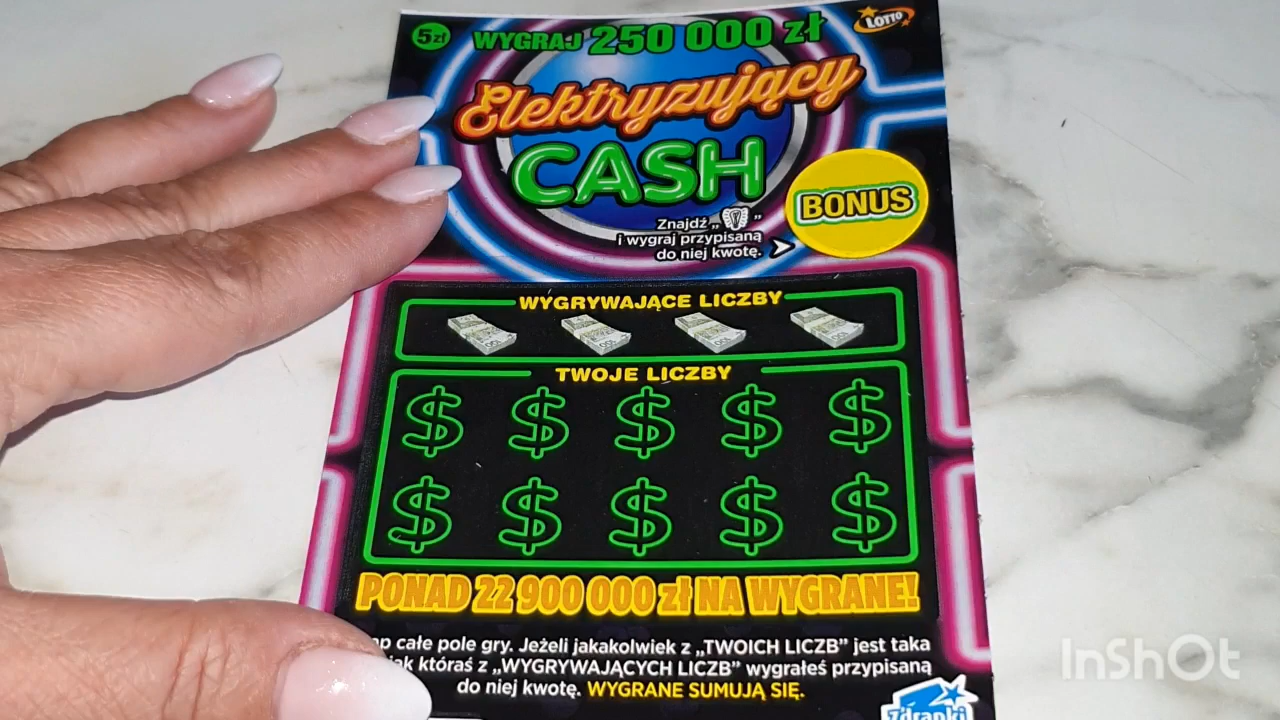 5zł
WYGRAJ 250 000 zł
LOTTO
Elektryzujący
CASH
BONUS
Znajdź „ ”
i wygraj przypisaną
do niej kwotę.
WYGRYWAJĄCE LICZBY
TWOJE LICZBY
PONAD 22 900 000 zł NA WYGRANE!
całe pole gry. Jeżeli jakakolwiek z „TWOICH LICZB” jest taka
jak któraś z „WYGRYWAJĄCYCH LICZB” wygrałeś przypisaną
do niej kwotę. WYGRANE SUMUJĄ SIĘ.
Zdrapki
InShOt